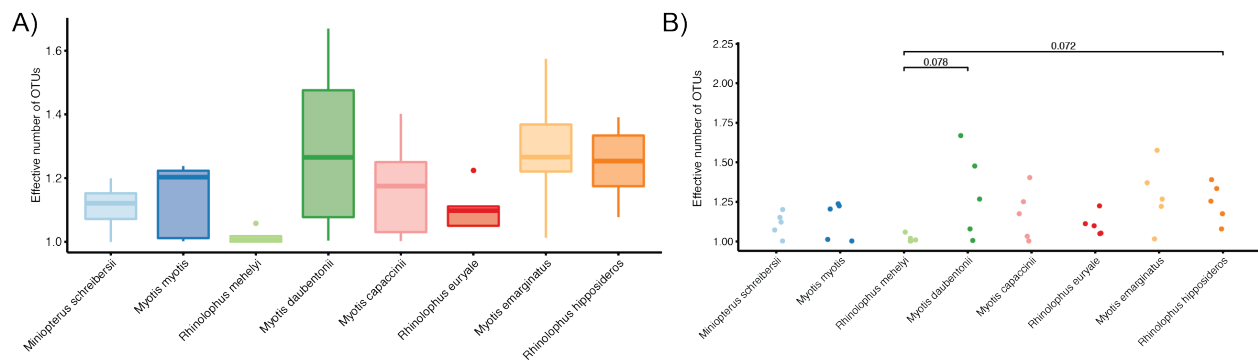 A)
Effective number of OTUs
1.6
1.4
1.2
1.0
Miniopterus schreibersii
Myotis myotis
Rhinolophus mehelyi
Myotis daubentonii
Myotis capaccinii
Rhinolophus euryale
Myotis emarginatus
Rhinolophus hipposideros
B)
Effective number of OTUs
2.25
2.00
1.75
1.50
1.25
1.00
0.072
0.078
Miniopterus schreibersii
Myotis myotis
Rhinolophus mehelyi
Myotis daubentonii
Myotis capaccinii
Rhinolophus euryale
Myotis emarginatus
Rhinolophus hipposideros